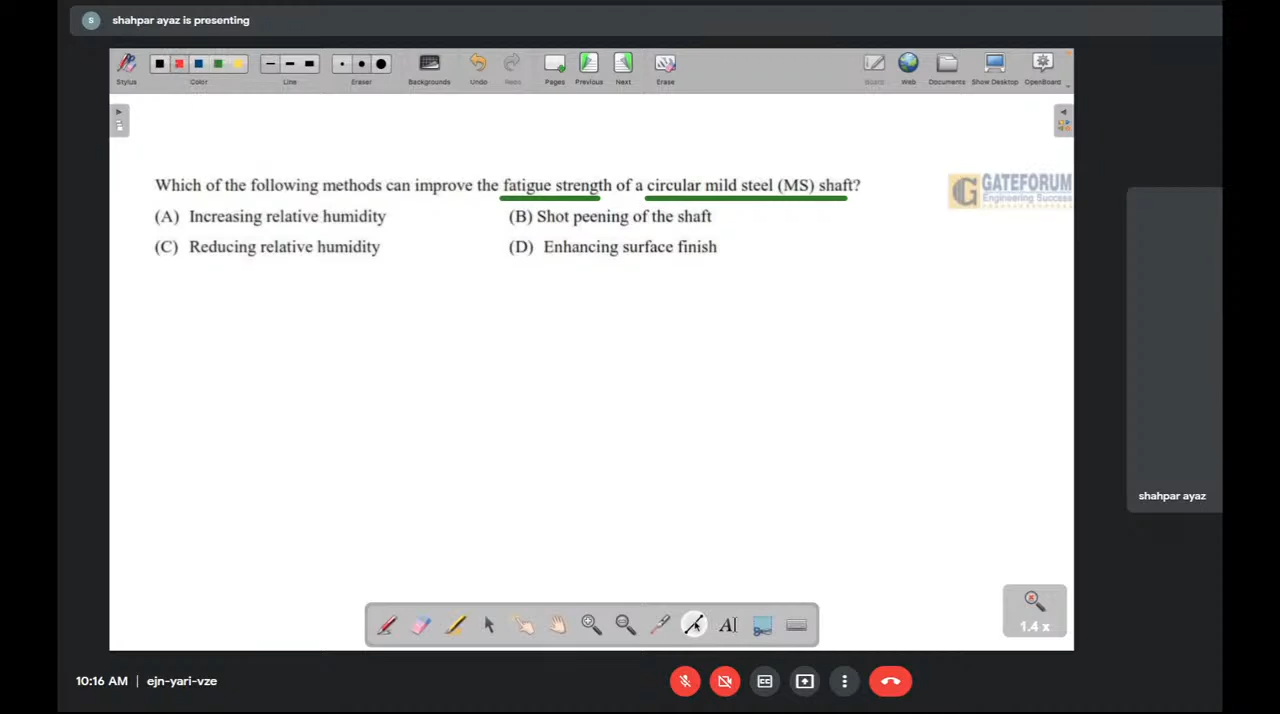 S shahpar ayaz is presenting
Stylus Color Line Eraser Backgrounds Undo Redo Pages Previous Next Erase Board Web Documents Show Desktop OpenBoard
Which of the following methods can improve the fatigue strength of a circular mild steel (MS) shaft?
GATEFORUM
Engineering Success
(A) Increasing relative humidity (B) Shot peening of the shaft
(C) Reducing relative humidity (D) Enhancing surface finish
shahpar ayaz
AI
1.4 x
10:16 AM | ejn-yari-vze
CC